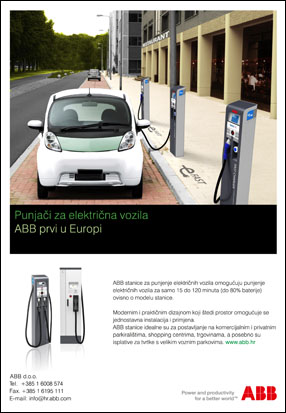 RESTAURANT
FAST
FAST
Punjači za električna vozila
ABB prvi u Europi
ABB stanice za punjenje električnih vozila omogućuju punjenje
električnih vozila za samo 15 do 120 minuta (do 80% baterije)
ovisno o modelu stanice.
Modernim i praktičnim dizajnom koji štedi prostor omogućuje se
jednostavna instalacija i primjena.
ABB stanice idealne su za postavljanje na komercijalnim i privatnim
parkiralištima, shopping centrima, trgovinama, a posebno su
isplative za tvrtke s velikim voznim parkovima. www.abb.hr
ABB d.o.o.
Tel.: +385 1 6008 574
Fax. +385 1 6195 111
E-mail: info@hr.abb.com
Power and productivity
for a better world™
ABB